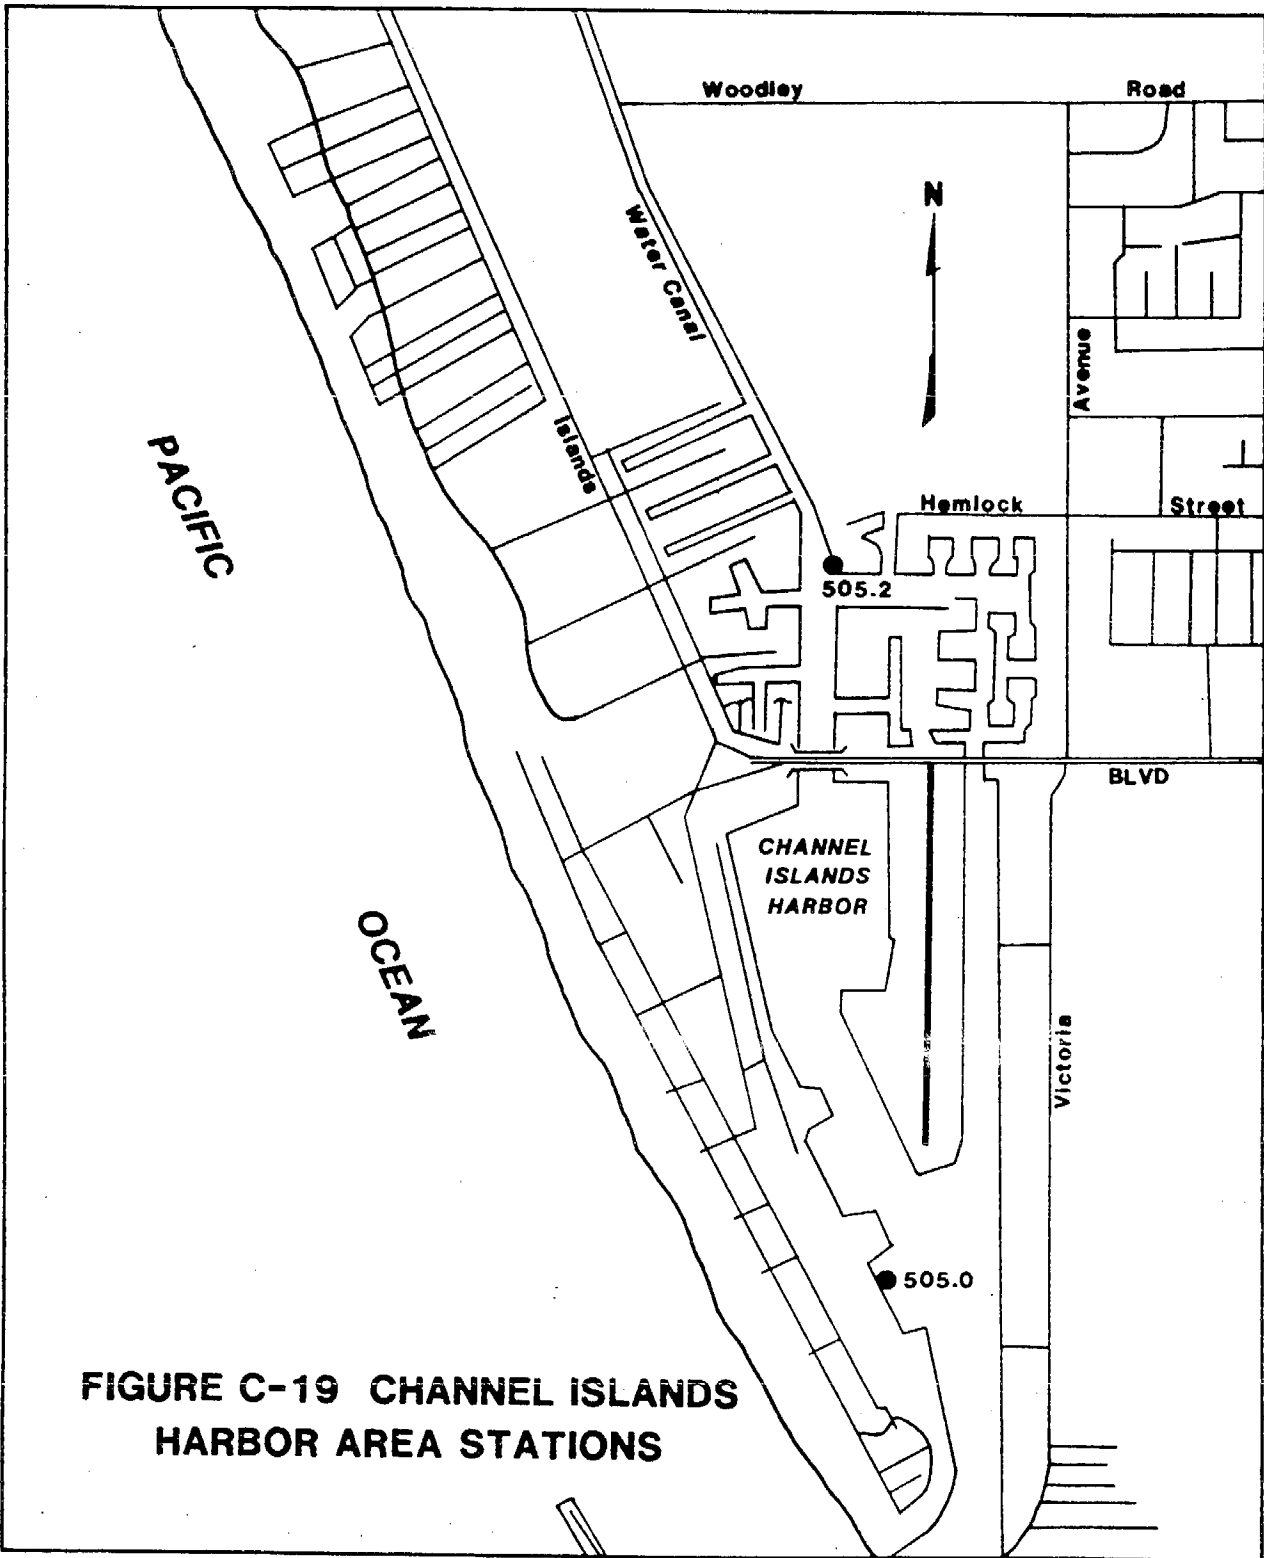 Woodley Road
N
Water Canal
Avenue
Islands
PACIFIC
Hemlock Street
505.2
BLVD
CHANNEL
ISLANDS
HARBOR
OCEAN
Victoria
505.0
FIGURE C-19 CHANNEL ISLANDS
HARBOR AREA STATIONS